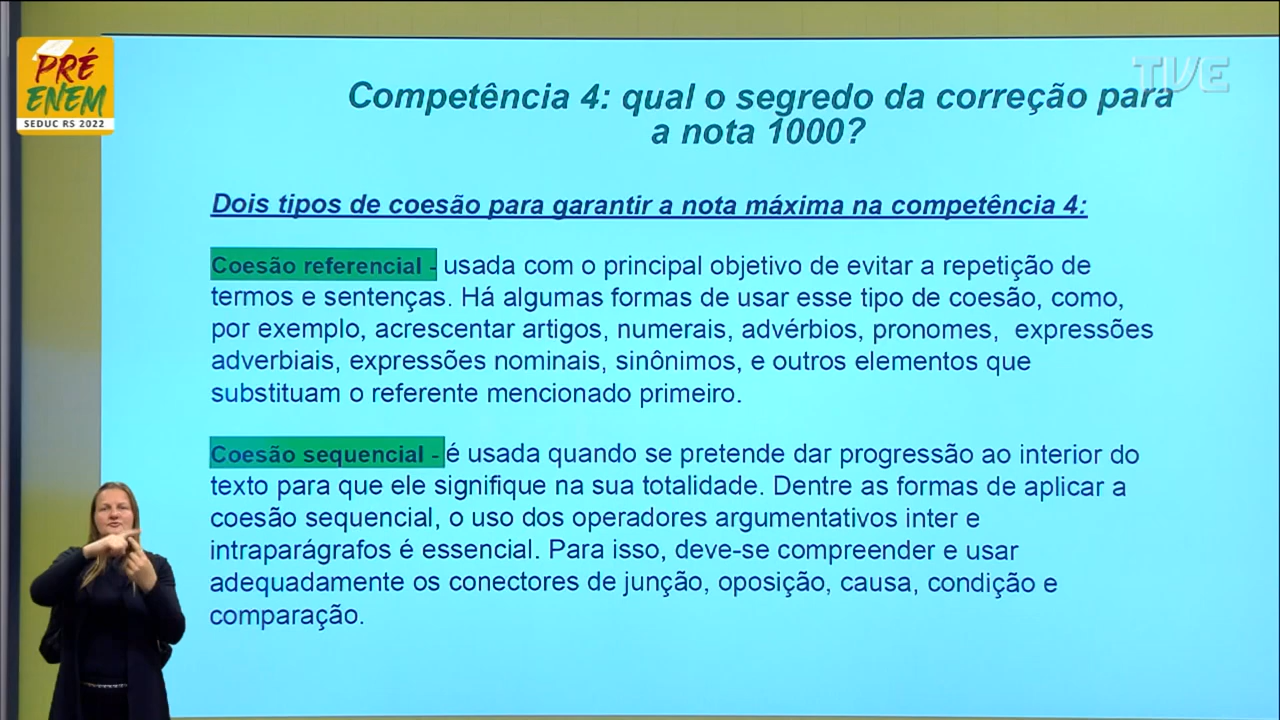 PRÉ
ENEM
SEDUC RS 2022
TVE
Competência 4: qual o segredo da correção para
a nota 1000?
Dois tipos de coesão para garantir a nota máxima na competência 4:
Coesão referencial - usada com o principal objetivo de evitar a repetição de
termos e sentenças. Há algumas formas de usar esse tipo de coesão, como,
por exemplo, acrescentar artigos, numerais, advérbios, pronomes,  expressões
adverbiais, expressões nominais, sinônimos, e outros elementos que
substituam o referente mencionado primeiro.
Coesão sequencial - é usada quando se pretende dar progressão ao interior do
texto para que ele signifique na sua totalidade. Dentre as formas de aplicar a
coesão sequencial, o uso dos operadores argumentativos inter e
intraparágrafos é essencial. Para isso, deve-se compreender e usar
adequadamente os conectores de junção, oposição, causa, condição e
comparação.